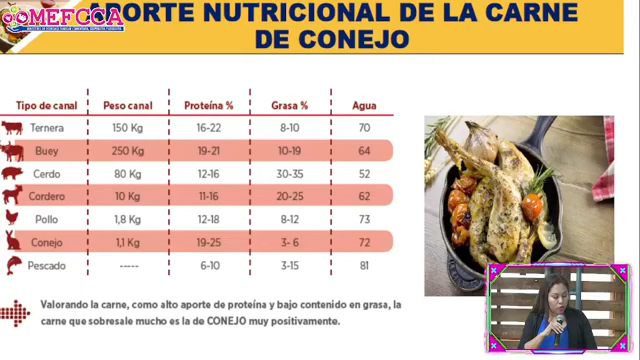 MEFCCA
APORTE NUTRICIONAL DE LA CARNE
DE CONEJO
Tipo de canal Peso canal Proteína % Grasa % Agua
Ternera 150 Kg 16-22 8-10 70
Buey 250 Kg 19-21 10-19 64
Cerdo 80 Kg 12-16 30-35 52
Cordero 10 Kg 11-16 20-25 62
Pollo 1,8 Kg 12-18 8-12 73
Conejo 1,1 Kg 19-25 3- 6 72
Pescado ----- 6-10 3-15 81
Valorando la carne, como alto aporte de proteína y bajo contenido en grasa, la
carne que sobresale mucho es la de CONEJO muy positivamente.